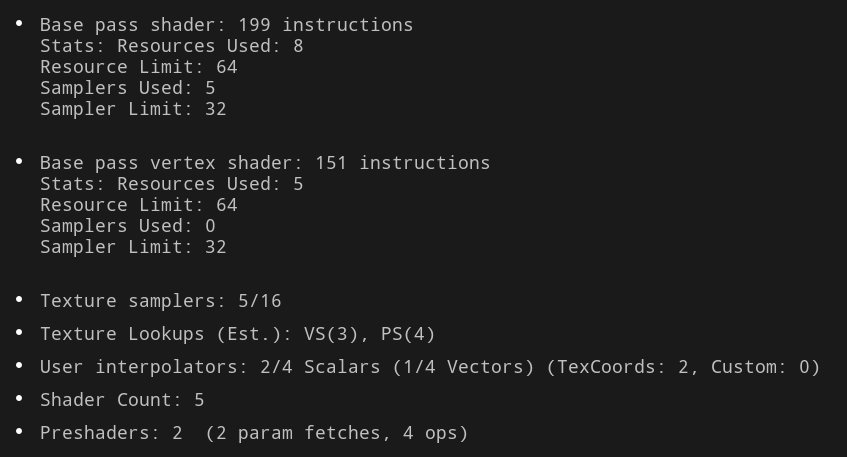 • Base pass shader: 199 instructions
Stats: Resources Used: 8
Resource Limit: 64
Samplers Used: 5
Sampler Limit: 32
• Base pass vertex shader: 151 instructions
Stats: Resources Used: 5
Resource Limit: 64
Samplers Used: 0
Sampler Limit: 32
• Texture samplers: 5/16
• Texture Lookups (Est.): VS(3), PS(4)
• User interpolators: 2/4 Scalars (1/4 Vectors) (TexCoords: 2, Custom: 0)
• Shader Count: 5
• Preshaders: 2  (2 param fetches, 4 ops)